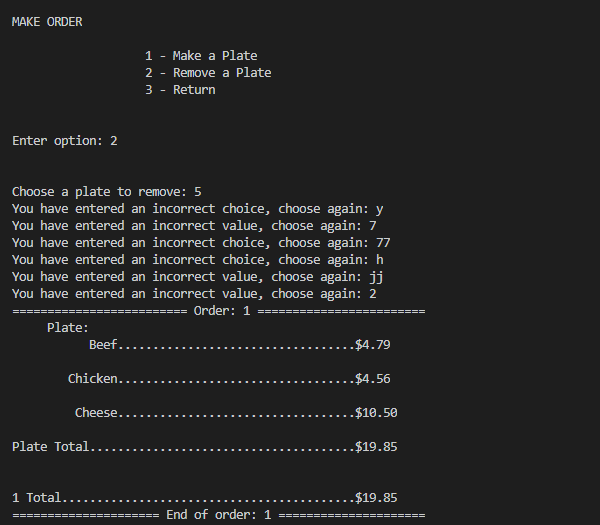 MAKE ORDER
1 - Make a Plate
2 - Remove a Plate
3 - Return
Enter option: 2
Choose a plate to remove: 5
You have entered an incorrect choice, choose again: y
You have entered an incorrect value, choose again: 7
You have entered an incorrect choice, choose again: 77
You have entered an incorrect choice, choose again: h
You have entered an incorrect value, choose again: jj
You have entered an incorrect value, choose again: 2
========================= Order: 1 ========================
Plate:
Beef..................................$4.79
Chicken..................................$4.56
Cheese..................................$10.50
Plate Total......................................$19.85
1 Total..........................................$19.85
===================== End of order: 1 =====================